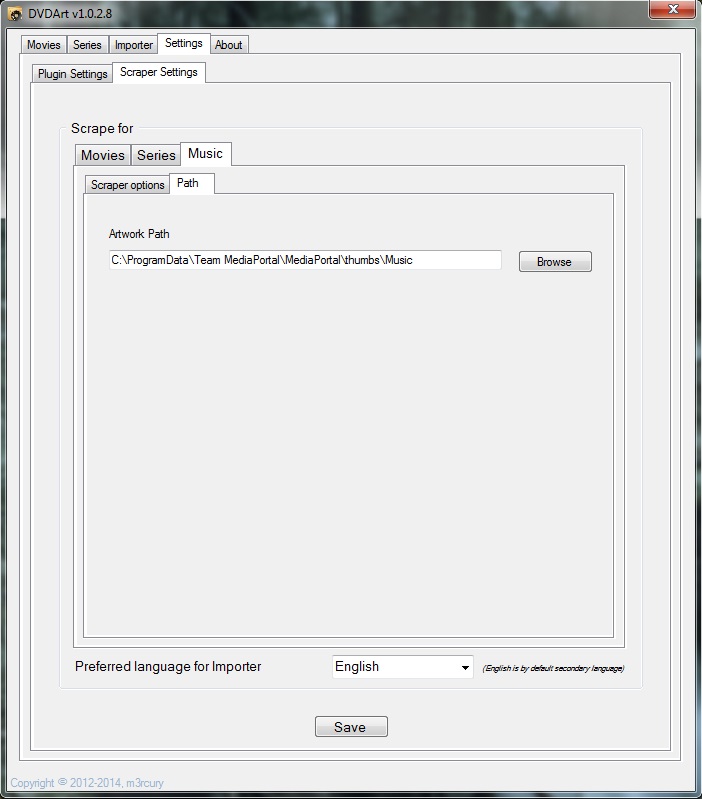 DVDArt v1.0.2.8
Movies Series Importer Settings About
Plugin Settings Scraper Settings
Scrape for
Movies Series Music
Scraper options Path
Artwork Path
C:\ProgramData\Team MediaPortal\MediaPortal\thumbs\Music Browse
Preferred language for Importer English (English is by default secondary language)
Save
Copyright © 2012-2014, m3rcury